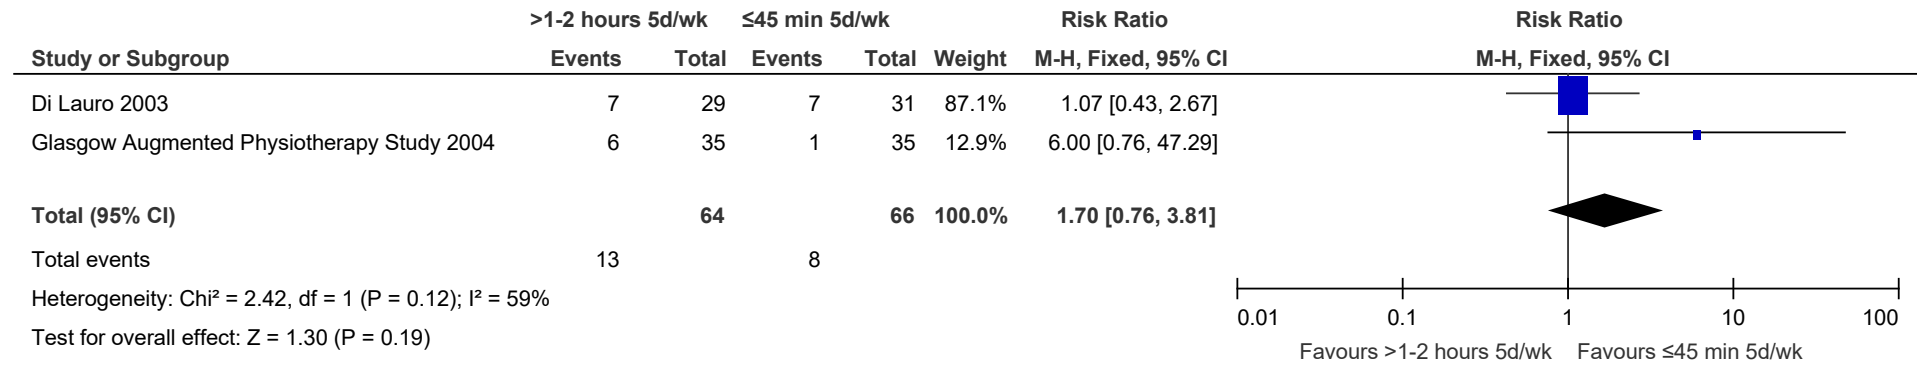 >1-2 hours 5d/wk ≤45 min 5d/wk Risk Ratio Risk Ratio
Study or Subgroup Events Total Events Total Weight M-H, Fixed, 95% CI M-H, Fixed, 95% CI
Di Lauro 2003 7 29 7 31 87.1% 1.07 [0.43, 2.67]
Glasgow Augmented Physiotherapy Study 2004 6 35 1 35 12.9% 6.00 [0.76, 47.29]
Total (95% CI) 64 66 100.0% 1.70 [0.76, 3.81]
Total events 13 8
Heterogeneity: Chi² = 2.42, df = 1 (P = 0.12); I² = 59%
Test for overall effect: Z = 1.30 (P = 0.19)
0.01 0.1 1 10 100
Favours >1-2 hours 5d/wk Favours ≤45 min 5d/wk